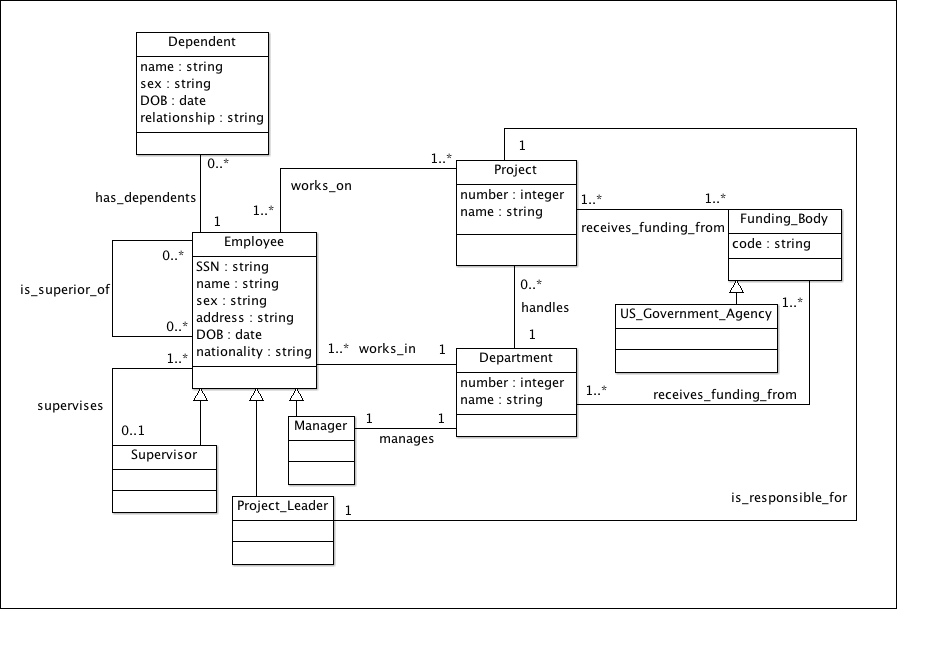 Dependent
name : string
sex : string
DOB : date
relationship : string
0..*
has_dependents
1
works_on
1..*
1..*
1
Project
number : integer
name : string
1..*
1..*
receives_funding_from
Funding_Body
code : string
Employee
SSN : string
name : string
sex : string
address : string
DOB : date
nationality : string
0..*
is_superior_of
0..*
0..*
handles
1
US_Government_Agency
1..*
1..*
supervises
0..1
1..*
works_in
1
Department
number : integer
name : string
1..*
receives_funding_from
Supervisor
Manager
1
1
manages
Project_Leader
1
is_responsible_for